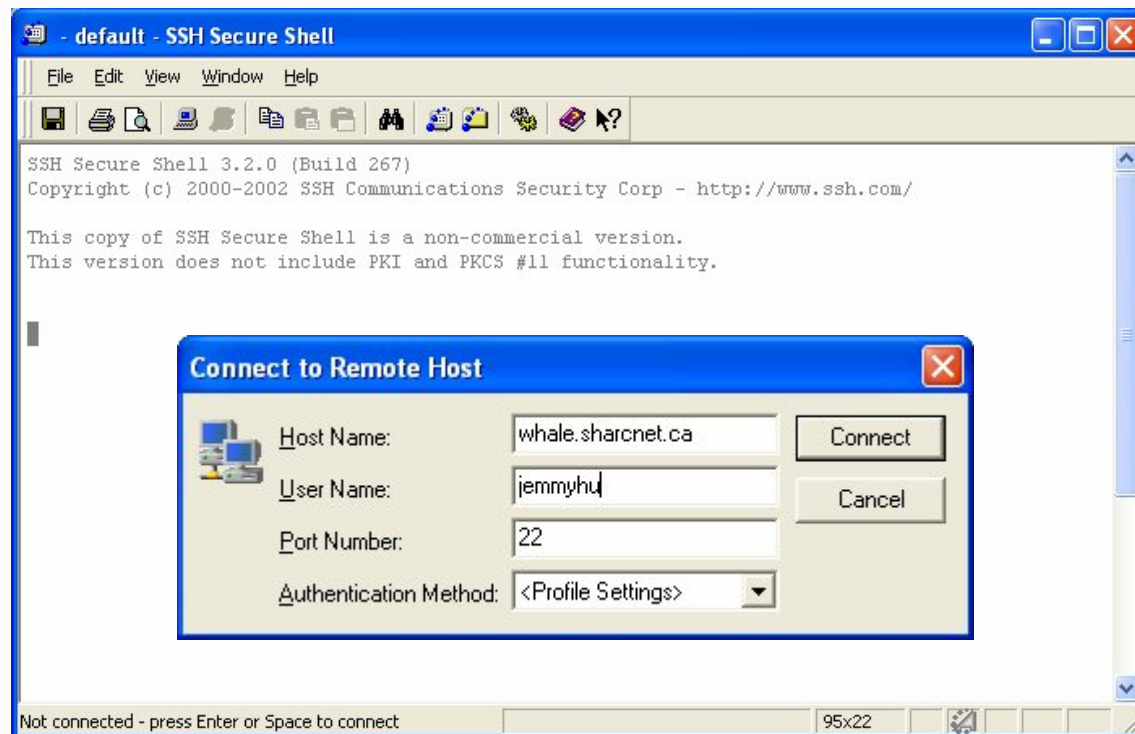 - default - SSH Secure Shell
File Edit View Window Help
SSH Secure Shell 3.2.0 (Build 267)
Copyright (c) 2000-2002 SSH Communications Security Corp - http://www.ssh.com/
This copy of SSH Secure Shell is a non-commercial version.
This version does not include PKI and PKCS #11 functionality.
Connect to Remote Host
Host Name: whale.sharcnet.ca Connect
User Name: jemmyhu Cancel
Port Number: 22
Authentication Method: <Profile Settings>
Not connected - press Enter or Space to connect 95x22